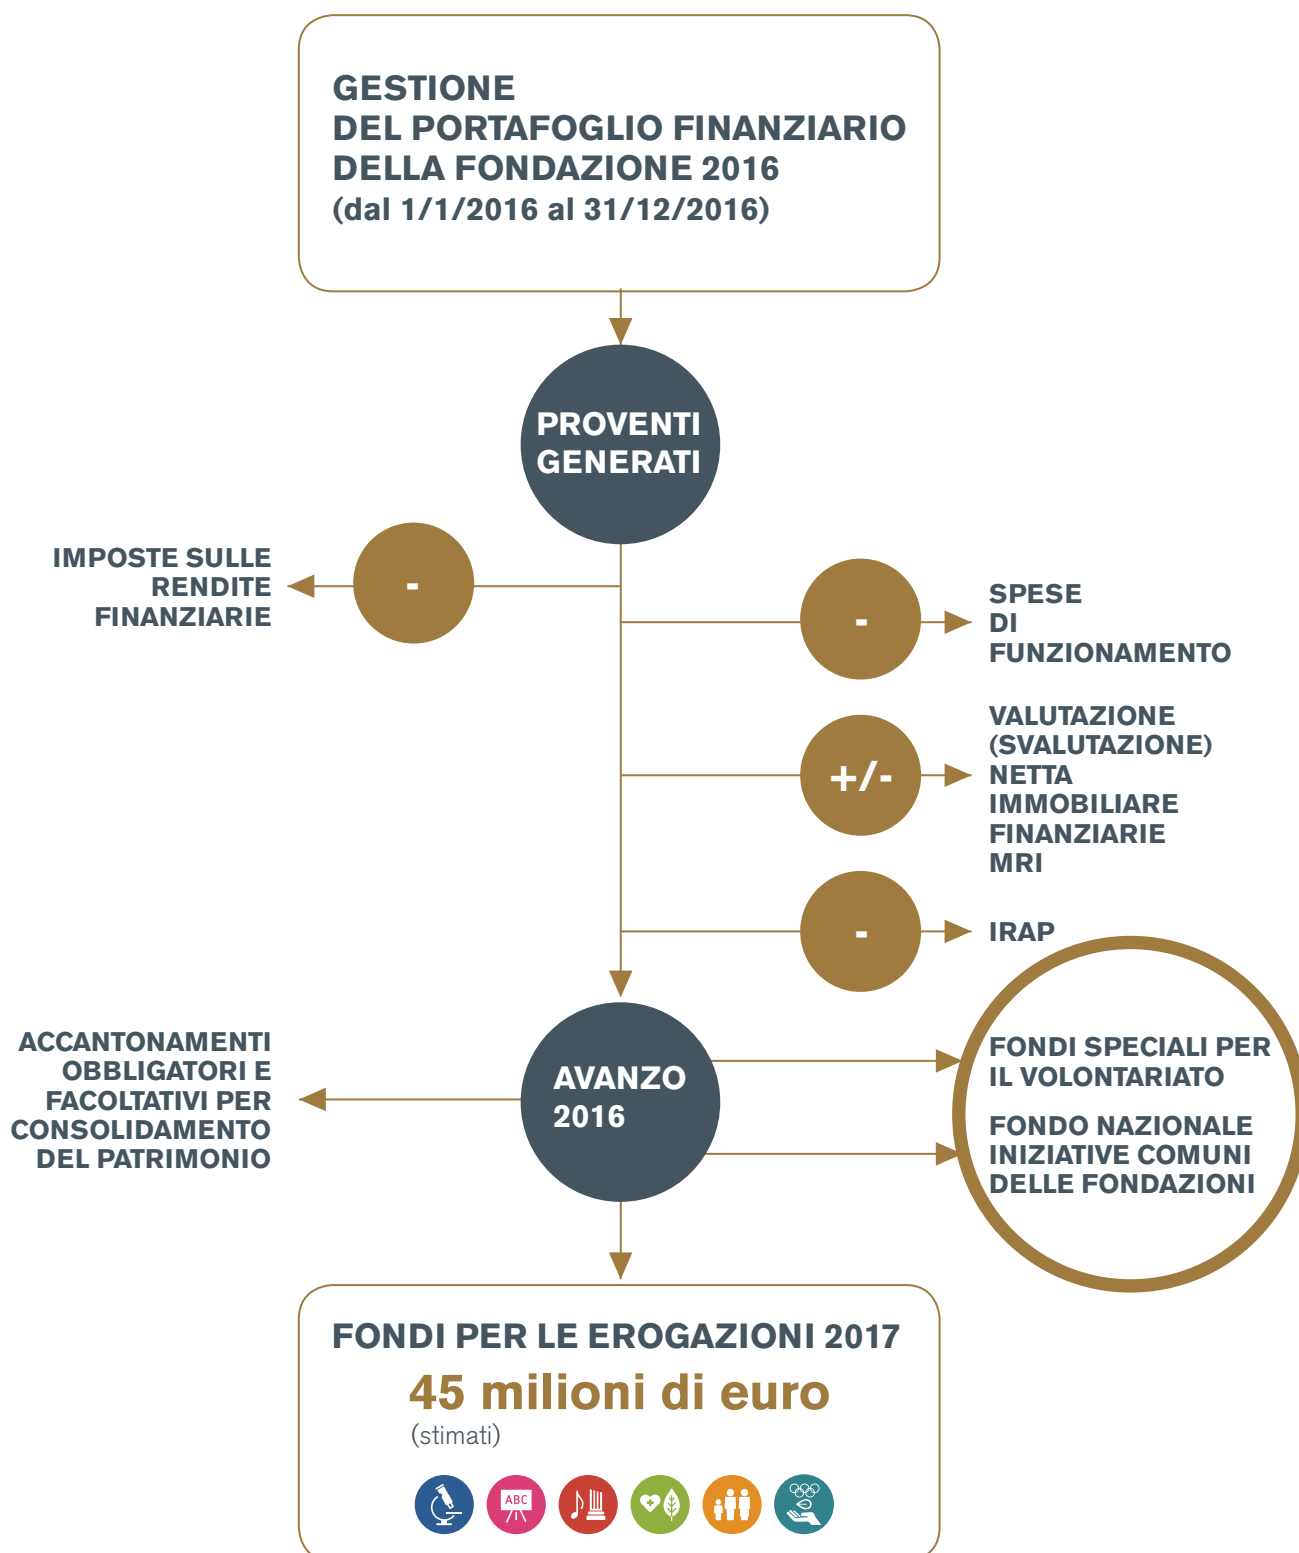 GESTIONE
DEL PORTAFOGLIO FINANZIARIO
DELLA FONDAZIONE 2016
(dal 1/1/2016 al 31/12/2016)
PROVENTI
GENERATI
IMPOSTE SULLE
RENDITE
FINANZIARIE
-
-
SPESE
DI
FUNZIONAMENTO
+/-
VALUTAZIONE
(SVALUTAZIONE)
NETTA
IMMOBILIARE
FINANZIARIE
MRI
-
IRAP
ACCANTONAMENTI
OBBLIGATORI E
FACOLTATIVI PER
CONSOLIDAMENTO
DEL PATRIMONIO
AVANZO
2016
FONDI SPECIALI PER
IL VOLONTARIATO
FONDO NAZIONALE
INIZIATIVE COMUNI
DELLE FONDAZIONI
FONDI PER LE EROGAZIONI 2017
45 milioni di euro
(stimati)
ABC